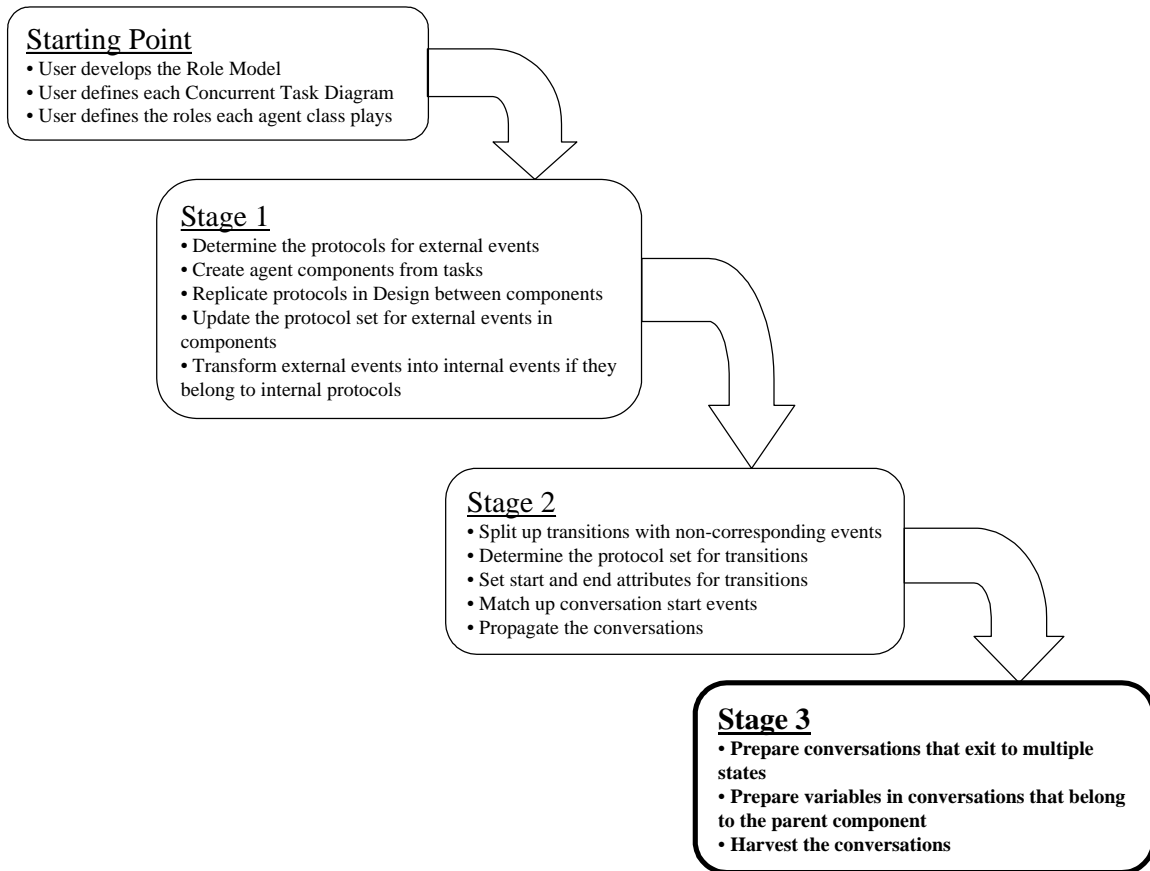 Starting Point
• User develops the Role Model
• User defines each Concurrent Task Diagram
• User defines the roles each agent class plays
Stage 1
• Determine the protocols for external events
• Create agent components from tasks
• Replicate protocols in Design between components
• Update the protocol set for external events in
components
• Transform external events into internal events if they
belong to internal protocols
Stage 2
• Split up transitions with non-corresponding events
• Determine the protocol set for transitions
• Set start and end attributes for transitions
• Match up conversation start events
• Propagate the conversations
Stage 3
• Prepare conversations that exit to multiple
states
• Prepare variables in conversations that belong
to the parent component
• Harvest the conversations